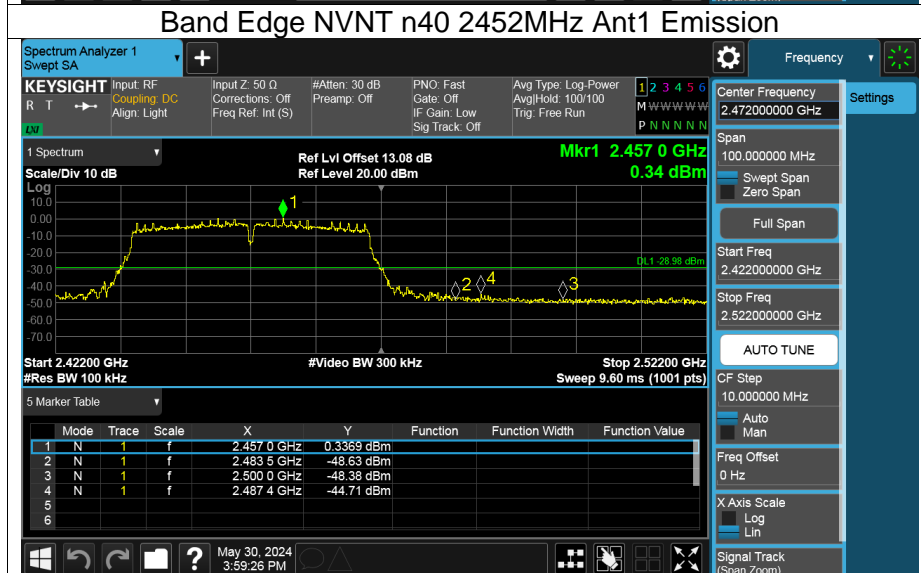 Band Edge NVNT n40 2452MHz Ant1 Emission
Spectrum Analyzer 1
Swept SA
+
Frequency
KEYSIGHT
R T
LXI
Input: RF
Coupling: DC
Align: Light
Input Z: 50 Ω
Corrections: Off
Freq Ref: Int (S)
#Atten: 30 dB
Preamp: Off
PNO: Fast
Gate: Off
IF Gain: Low
Sig Track: Off
Avg Type: Log-Power
Avg|Hold: 100/100
Trig: Free Run
1 2 3 4 5 6
M W W W W W
P N N N N N
Center Frequency
2.472000000 GHz
Settings
1 Spectrum
Scale/Div 10 dB
Ref Lvl Offset 13.08 dB
Ref Level 20.00 dBm
Mkr1 2.457 0 GHz
0.34 dBm
Span
100.000000 MHz
Swept Span
Zero Span
Log
10.0
0.00
-10.0
-20.0
-30.0
-40.0
-50.0
-60.0
-70.0
1
2
4
3
DL1 -28.98 dBm
Full Span
Start Freq
2.422000000 GHz
Stop Freq
2.522000000 GHz
AUTO TUNE
Start 2.42200 GHz
#Res BW 100 kHz
#Video BW 300 kHz
Stop 2.52200 GHz
Sweep 9.60 ms (1001 pts)
CF Step
10.000000 MHz
Auto
Man
5 Marker Table
Mode Trace Scale X Y Function Function Width Function Value
1 N 1 f 2.457 0 GHz 0.3369 dBm
2 N 1 f 2.483 5 GHz -48.63 dBm
3 N 1 f 2.500 0 GHz -48.38 dBm
4 N 1 f 2.487 4 GHz -44.71 dBm
5
6
Freq Offset
0 Hz
X Axis Scale
Log
Lin
Signal Track
(Span Zoom)
?
May 30, 2024
3:59:26 PM